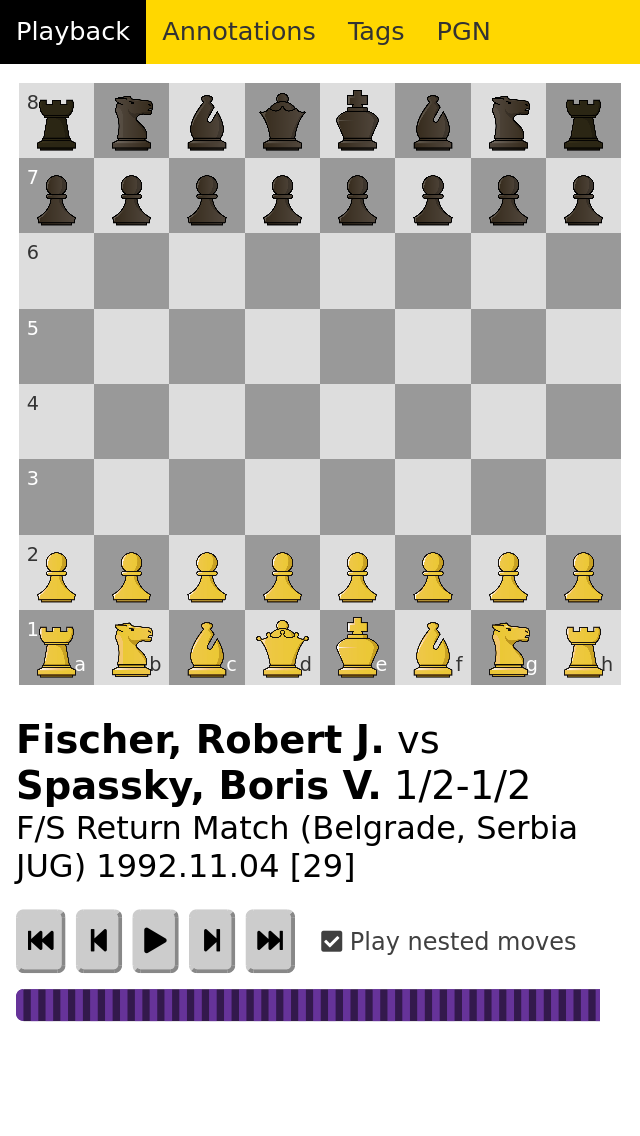 Playback Annotations Tags PGN
8
7
6
5
4
3
2
1
a b c d e f g h
Fischer, Robert J. vs
Spassky, Boris V. 1/2-1/2
F/S Return Match (Belgrade, Serbia
JUG) 1992.11.04 [29]
Play nested moves